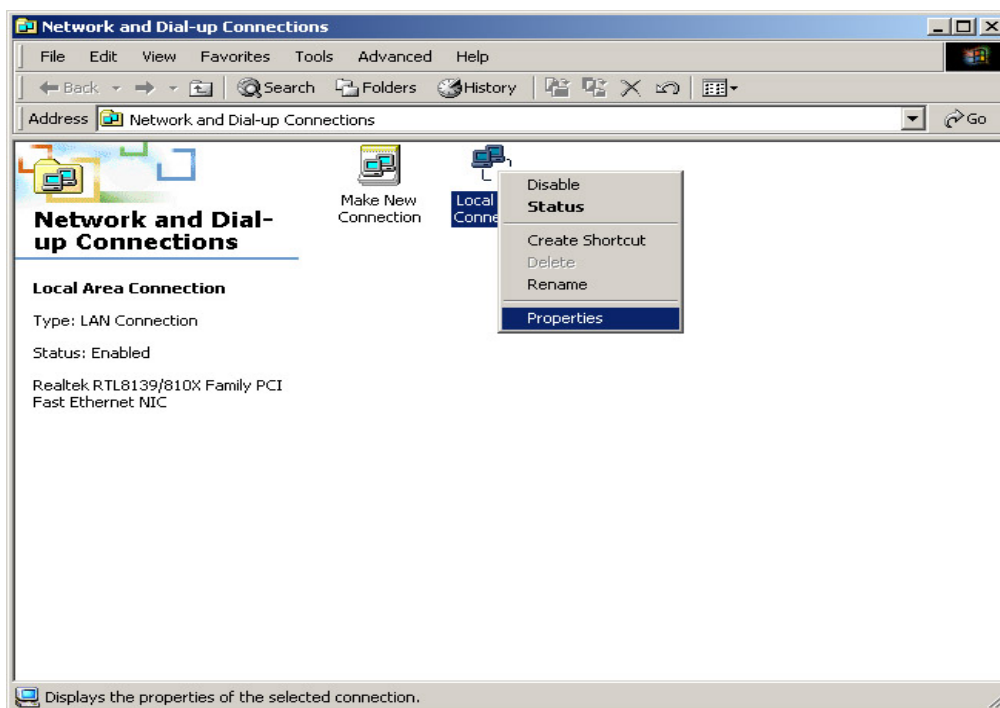 Network and Dial-up Connections
File Edit View Favorites Tools Advanced Help
Back Search Folders History
Address Network and Dial-up Connections Go
Network and Dial-
up Connections
Local Area Connection
Type: LAN Connection
Status: Enabled
Realtek RTL8139/810X Family PCI
Fast Ethernet NIC
Make New
Connection
Local
Conne
Disable
Status
Create Shortcut
Delete
Rename
Properties
Displays the properties of the selected connection.